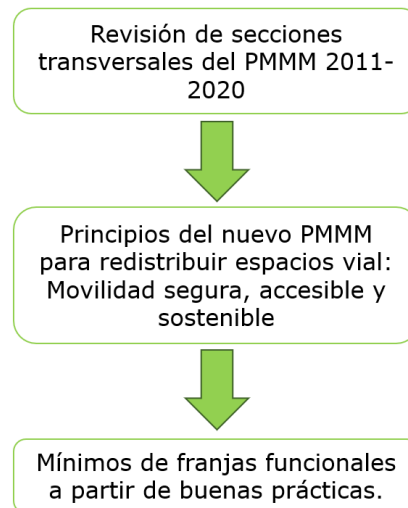 Revisión de secciones
transversales del PMMM 2011-
2020
Principios del nuevo PMMM
para redistribuir espacios vial:
Movilidad segura, accesible y
sostenible
Mínimos de franjas funcionales
a partir de buenas prácticas.